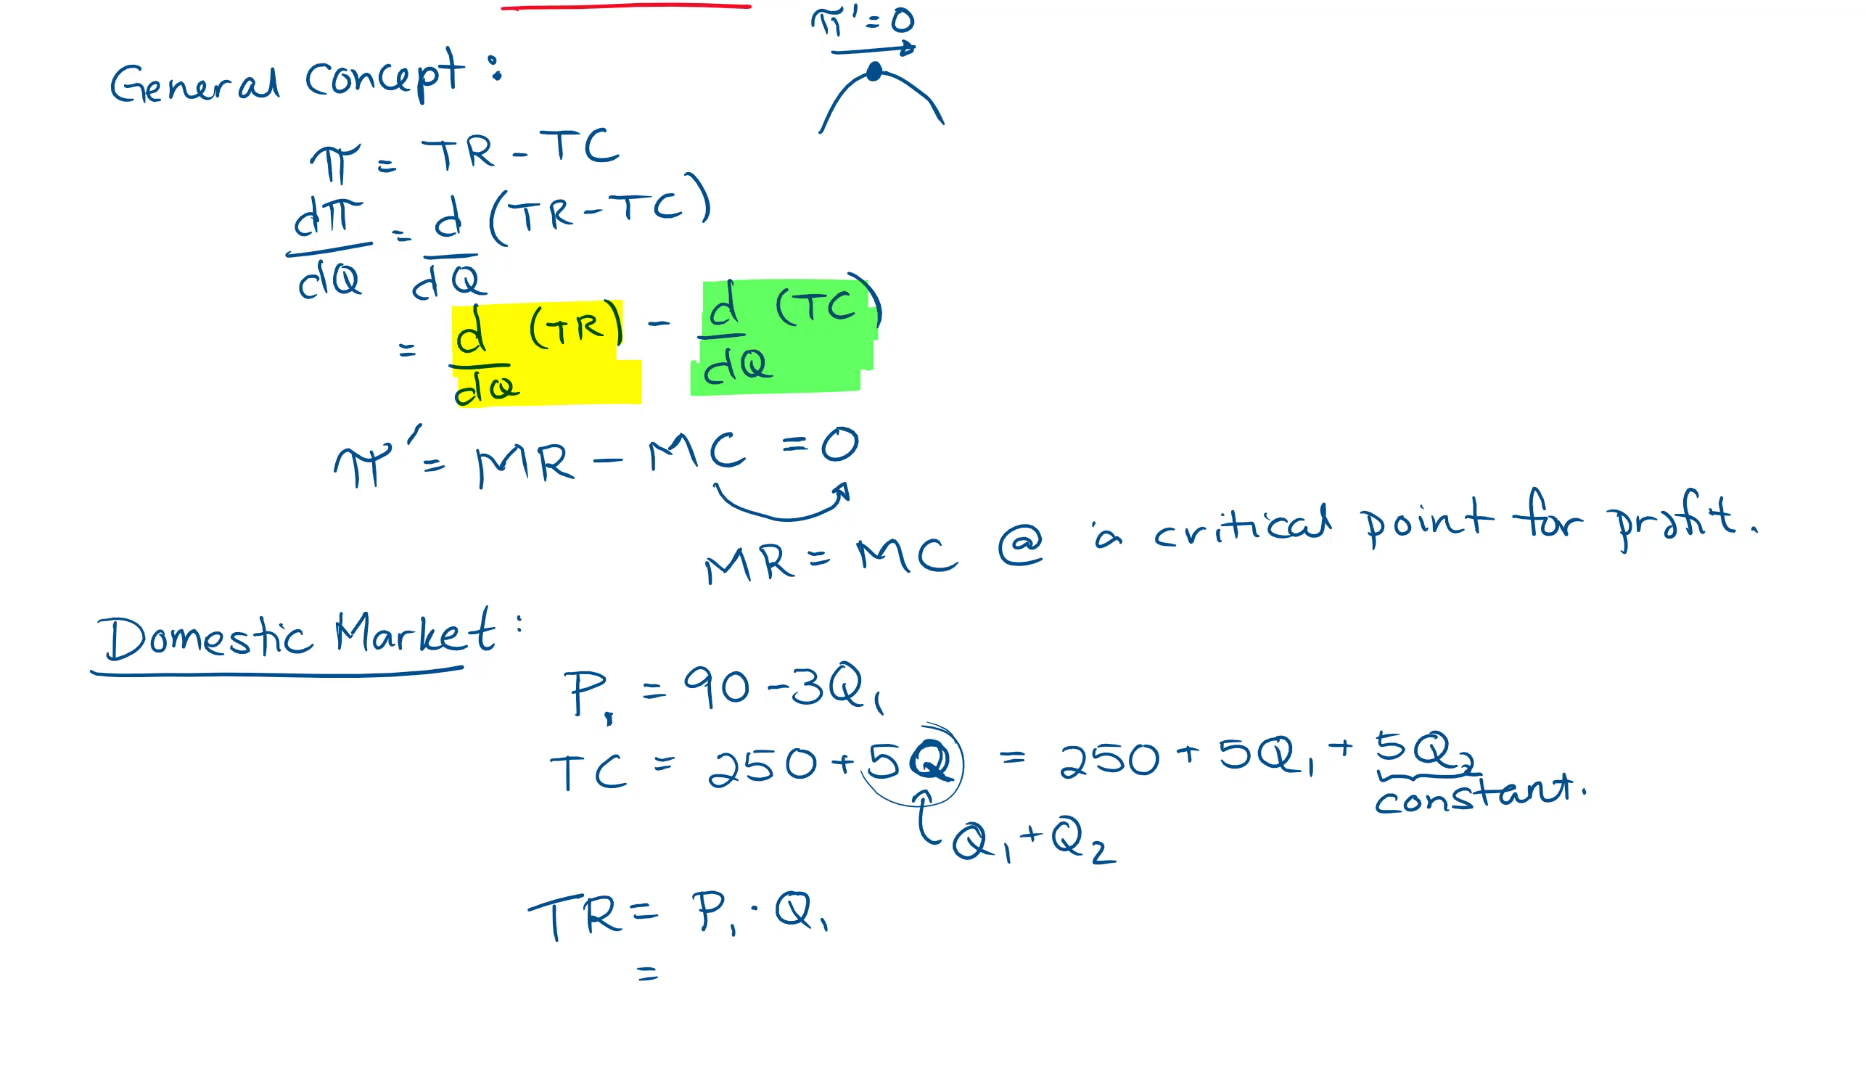 π' = 0
General Concept:
π = TR - TC
dπ/dQ = d/dQ (TR - TC)
= d/dQ (TR) - d/dQ (TC)
π' = MR - MC = 0
MR = MC @ a critical point for profit.
Domestic Market:
P₁ = 90 - 3Q₁
TC = 250 + 5Q = 250 + 5Q₁ + 5Q₂
constant.
Q₁ + Q₂
TR = P₁ · Q₁
=